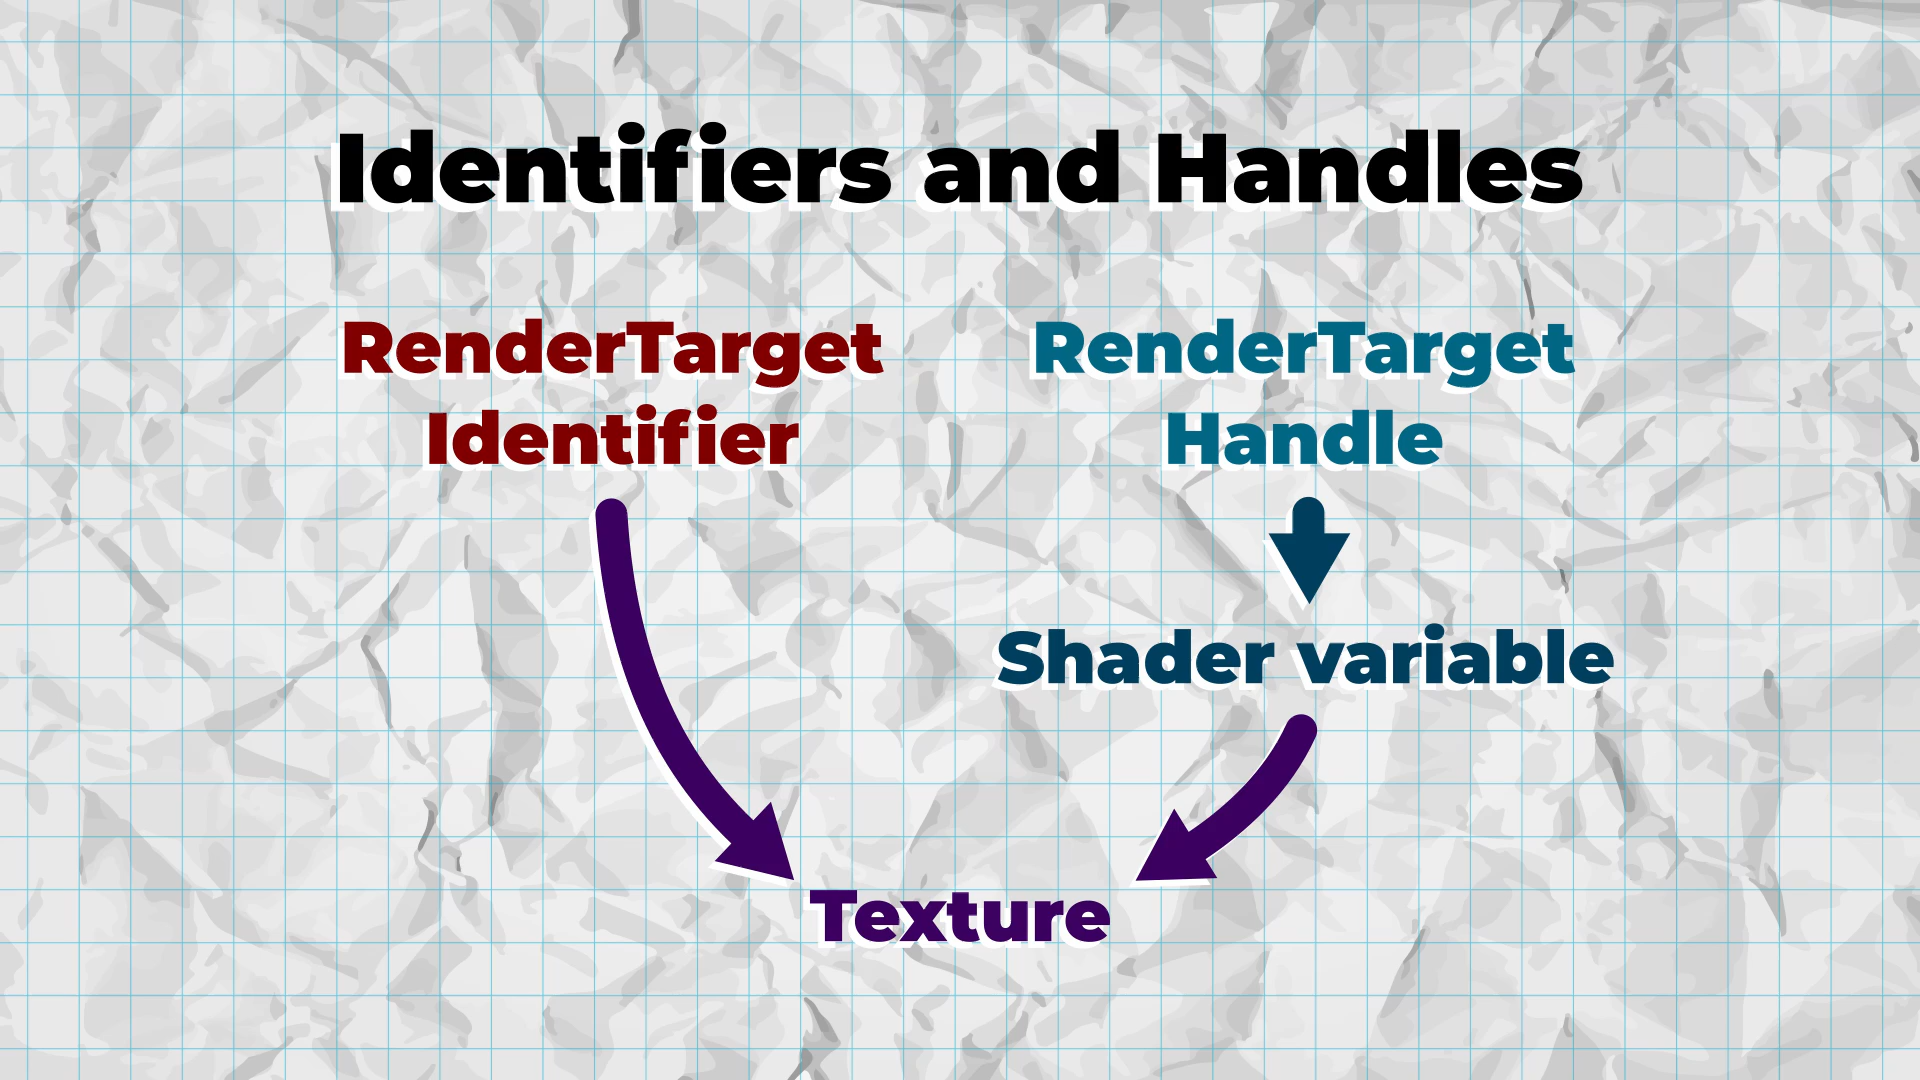 Identifiers and Handles
RenderTarget
Identifier
RenderTarget
Handle
Shader variable
Texture